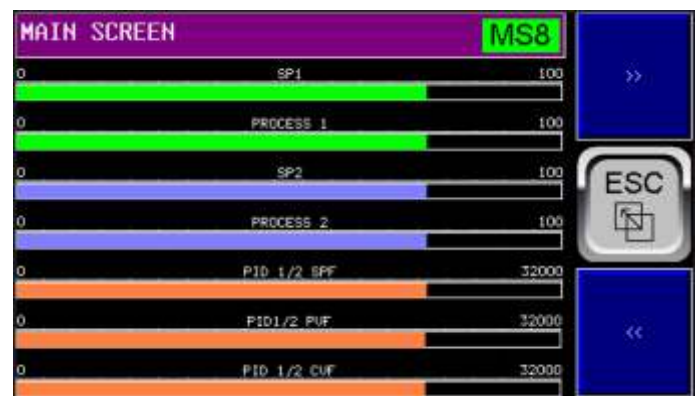 MAIN SCREEN MS8
0 SP1 100
0 PROCESS 1 100
0 SP2 100
0 PROCESS 2 100
0 PID 1/2 SPF 32000
0 PID1/2 PVF 32000
0 PID 1/2 CVF 32000
>>
ESC
<<